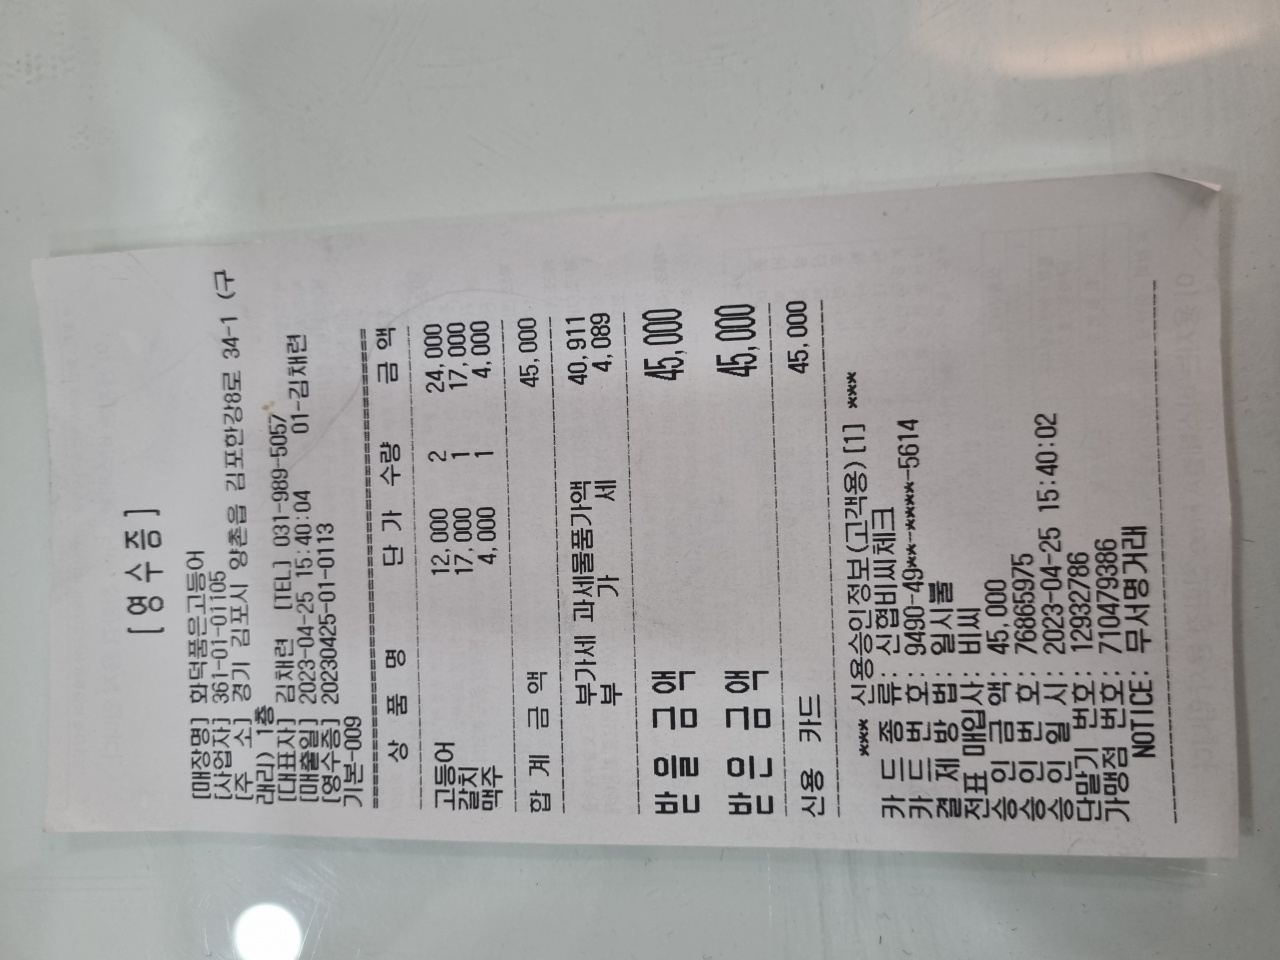 [영 수 증]
[매장명] 화덕품은고등어
[사업자] 361-01-01105
[주    소] 경기 김포시 양촌읍 김포한강8로 34-1 (구
래리) 1층
[대표자] 김채련    [TEL] 031-989-5057
[매출일] 2023-04-25 15:40:04    01-김채련
[영수증] 20230425-01-0113
기본-009
상 품 명    단 가    수량    금 액
고등어    12,000    2    24,000
갈치    17,000    1    17,000
맥주    4,000    1    4,000
합 계 금 액    45,000
부가세 과세물품가액    40,911
부    가    세    4,089
받을 금액    45,000
받은 금액    45,000
신용 카드    45,000
*** 신용승인정보(고객용) [1] ***
카 드 종 류: 신협비씨체크
카 드 번 호: 9490-49**-****-5614
결 제 방 법: 일시불
전표 매입사: 비씨
승 인 금 액: 45,000
승 인 번 호: 76865975
승 인 일 시: 2023-04-25 15:40:02
단말기 번호: 12932786
가맹점 번호: 710479386
NOTICE: 무서명거래